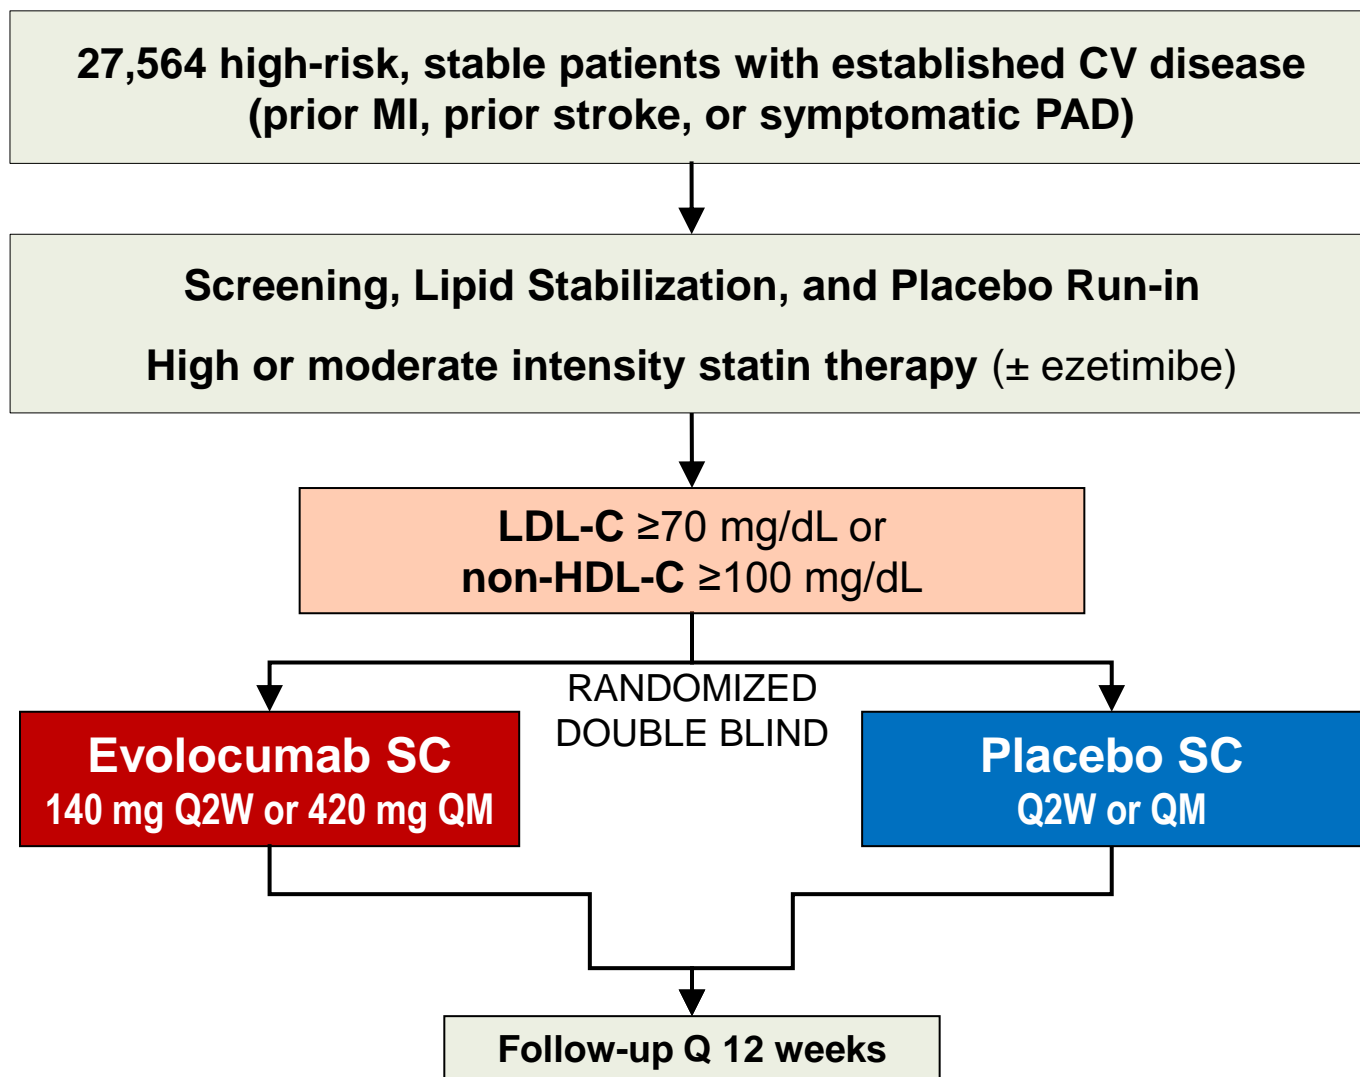 27,564 high-risk, stable patients with established CV disease
(prior MI, prior stroke, or symptomatic PAD)
Screening, Lipid Stabilization, and Placebo Run-in
High or moderate intensity statin therapy (± ezetimibe)
LDL-C ≥70 mg/dL or
non-HDL-C ≥100 mg/dL
RANDOMIZED
DOUBLE BLIND
Evolocumab SC
140 mg Q2W or 420 mg QM
Placebo SC
Q2W or QM
Follow-up Q 12 weeks